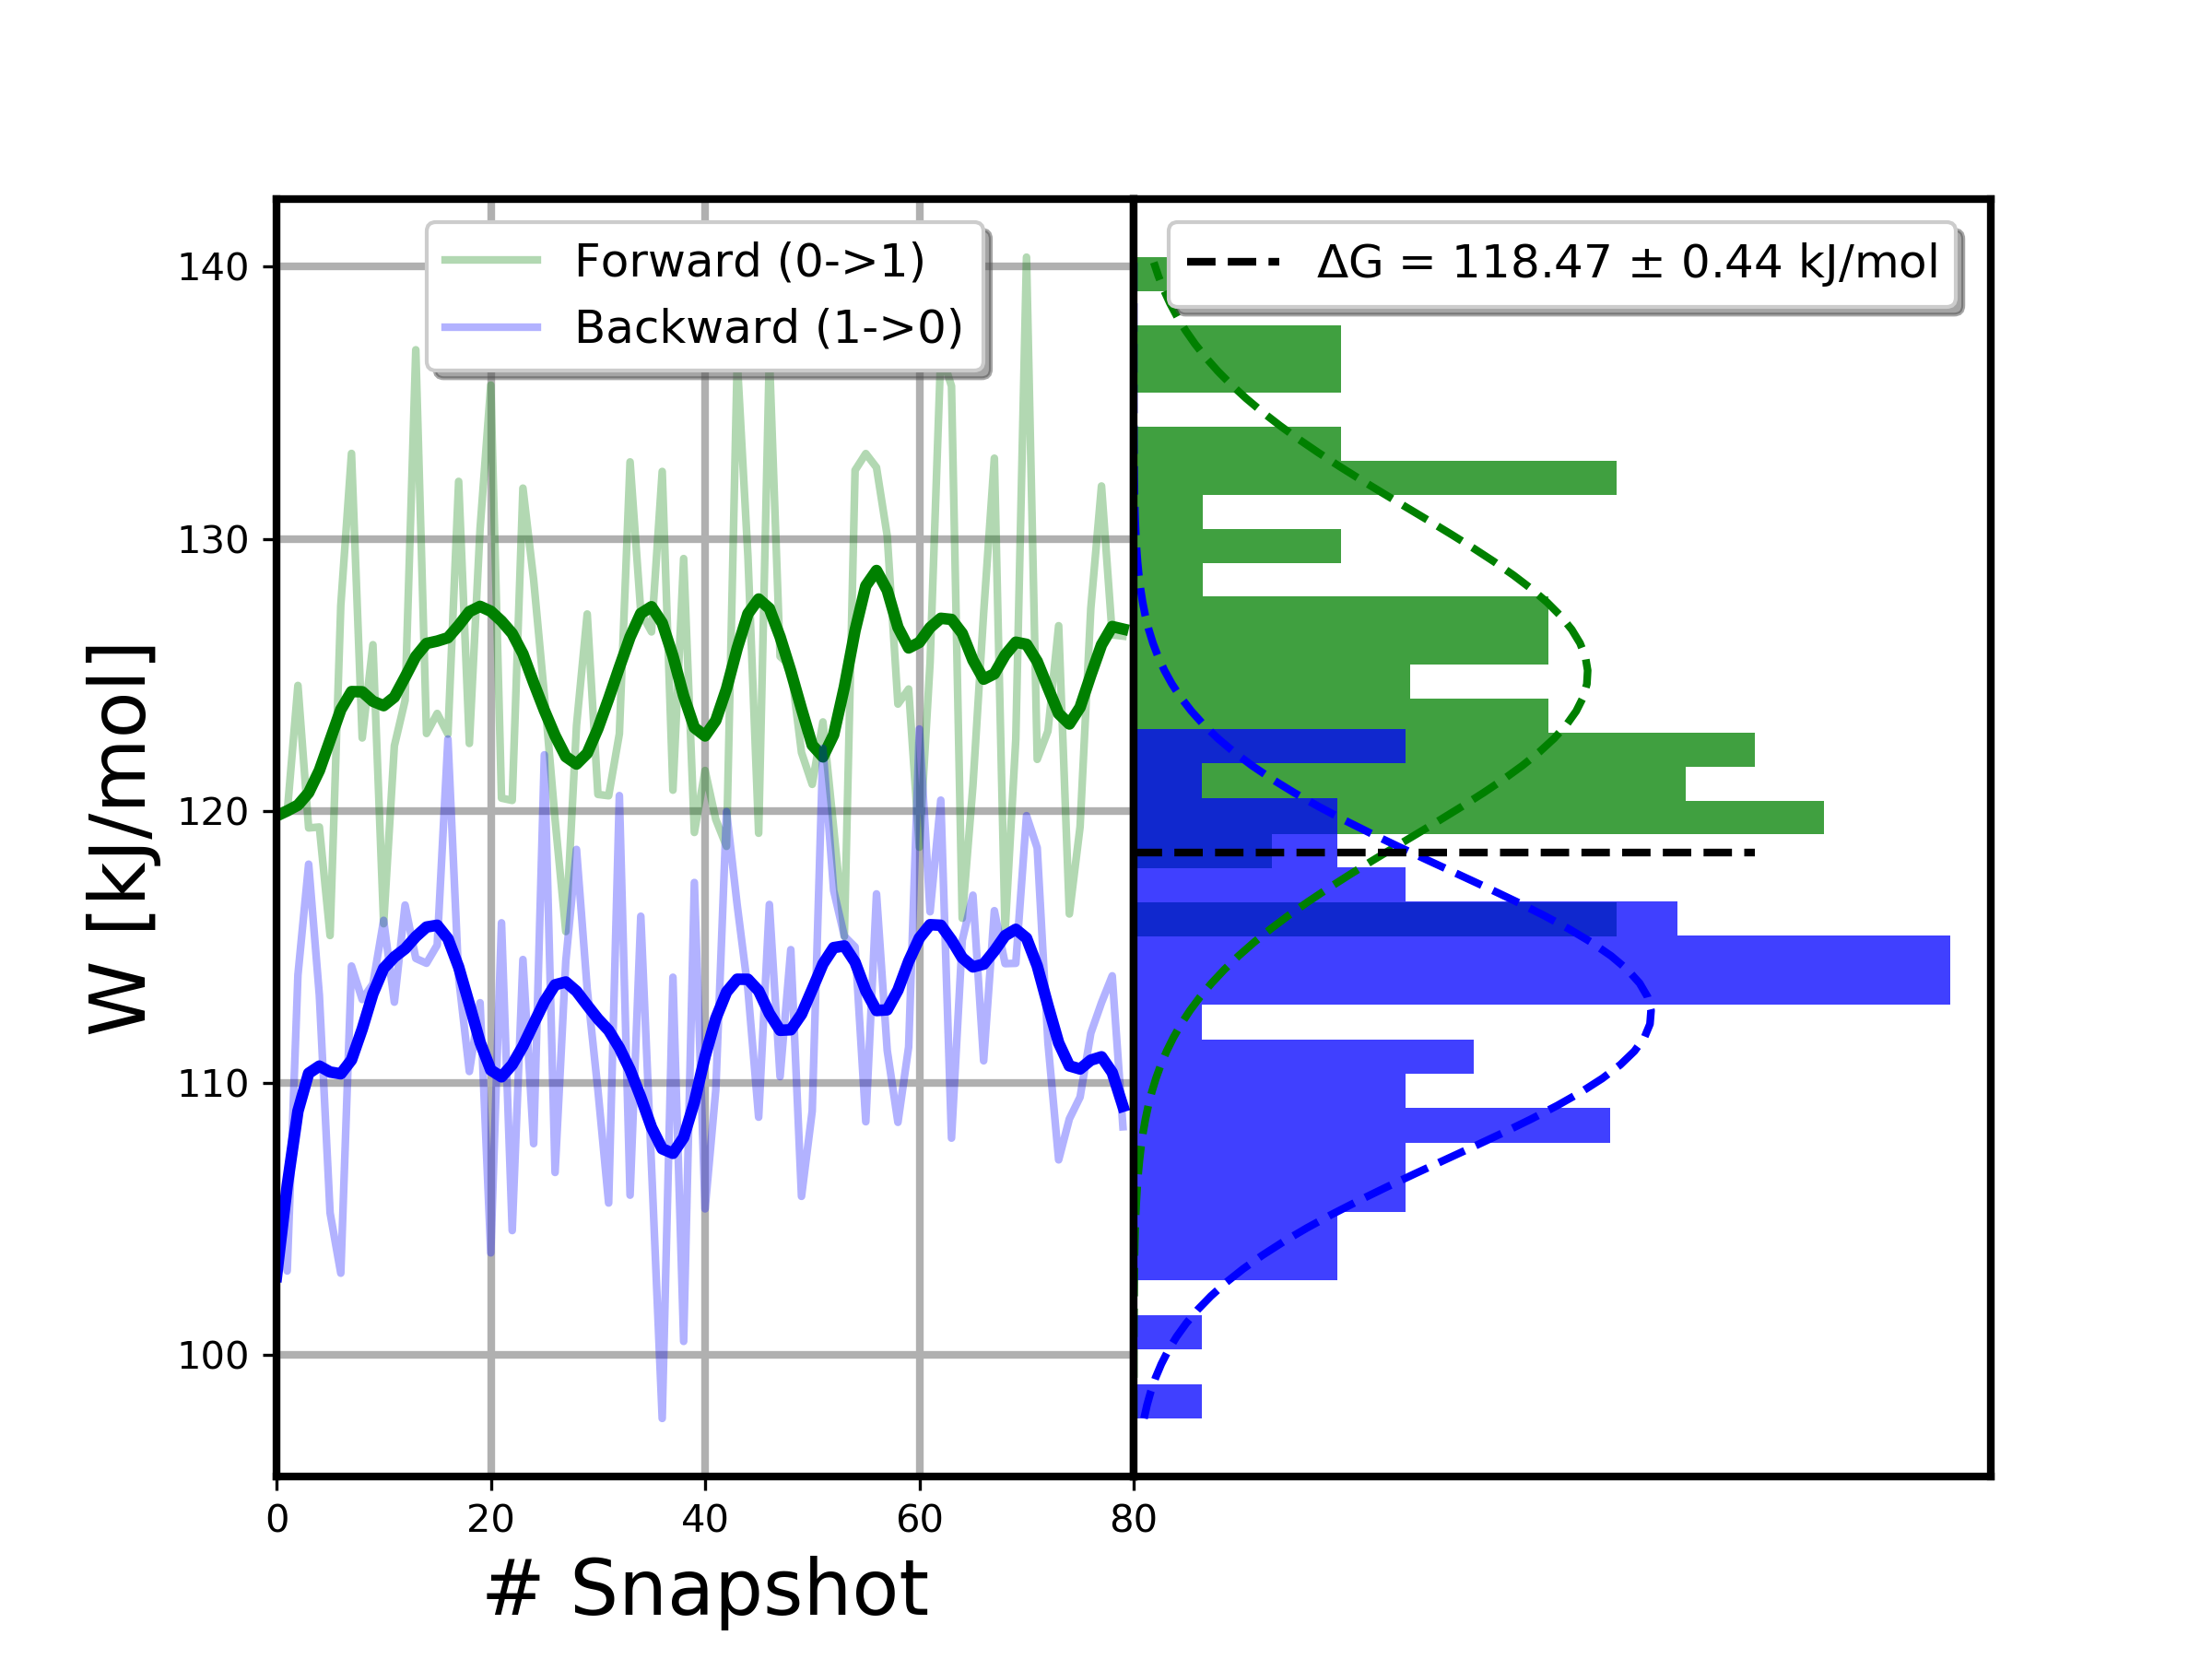 Forward (0->1)
Backward (1->0)
ΔG = 118.47 ± 0.44 kJ/mol
140
130
120
110
100
W [kJ/mol]
0 20 40 60 80
# Snapshot